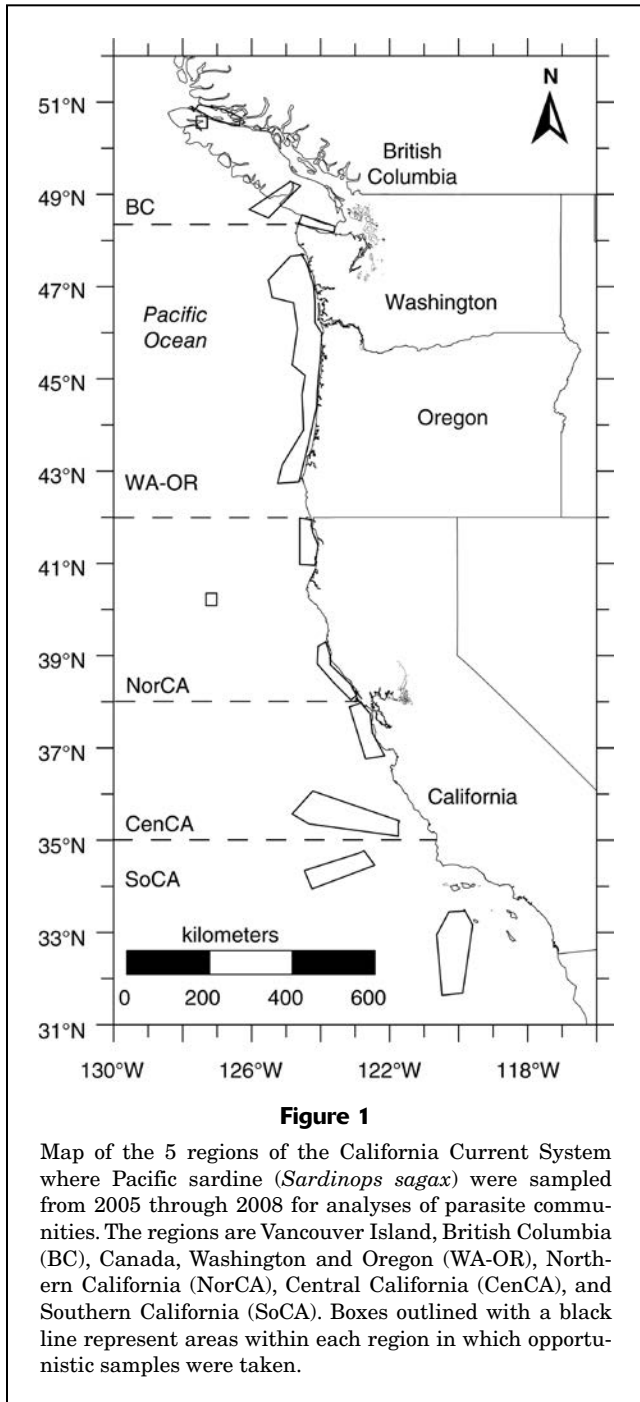 N
51°N
British
Columbia
49°N
BC
47°N
Washington
Pacific
Ocean
45°N
Oregon
43°N
WA-OR
41°N
39°N
NorCA
37°N
California
CenCA
35°N
SoCA
33°N
kilometers
0 200 400 600
31°N
130°W 126°W 122°W 118°W
Figure 1
Map of the 5 regions of the California Current System
where Pacific sardine (Sardinops sagax) were sampled
from 2005 through 2008 for analyses of parasite commu-
nities. The regions are Vancouver Island, British Columbia
(BC), Canada, Washington and Oregon (WA-OR), North-
ern California (NorCA), Central California (CenCA), and
Southern California (SoCA). Boxes outlined with a black
line represent areas within each region in which opportu-
nistic samples were taken.